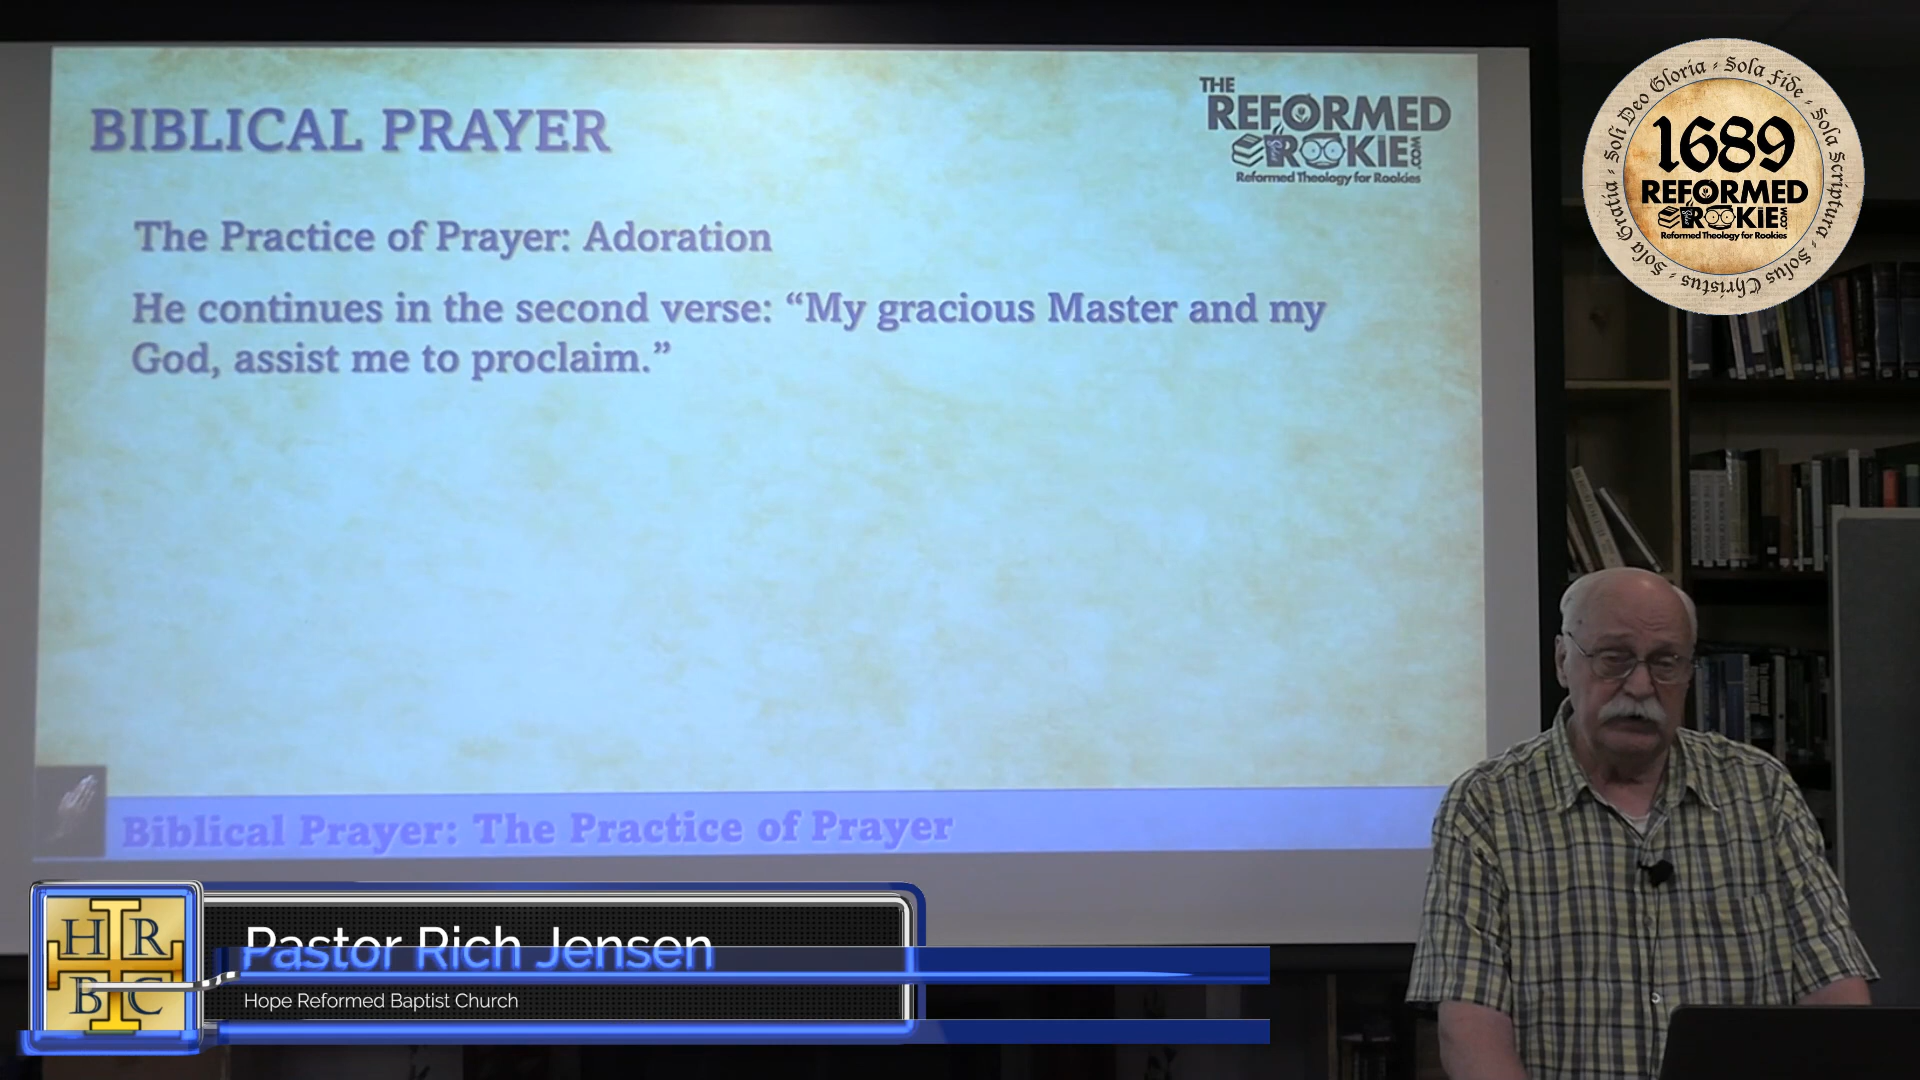 BIBLICAL PRAYER
THE
REFORMED
ROOKIE
.COM
Reformed Theology for Rookies
The Practice of Prayer: Adoration
He continues in the second verse: “My gracious Master and my
God, assist me to proclaim.”
Biblical Prayer: The Practice of Prayer
Soli Deo Gloria - Sola Fide - Sola Scriptura - Solus Christus - Sola Gratia -
1689
REFORMED
ROOKIE
.COM
Reformed Theology for Rookies
H R
B C
Pastor Rich Jensen
Hope Reformed Baptist Church